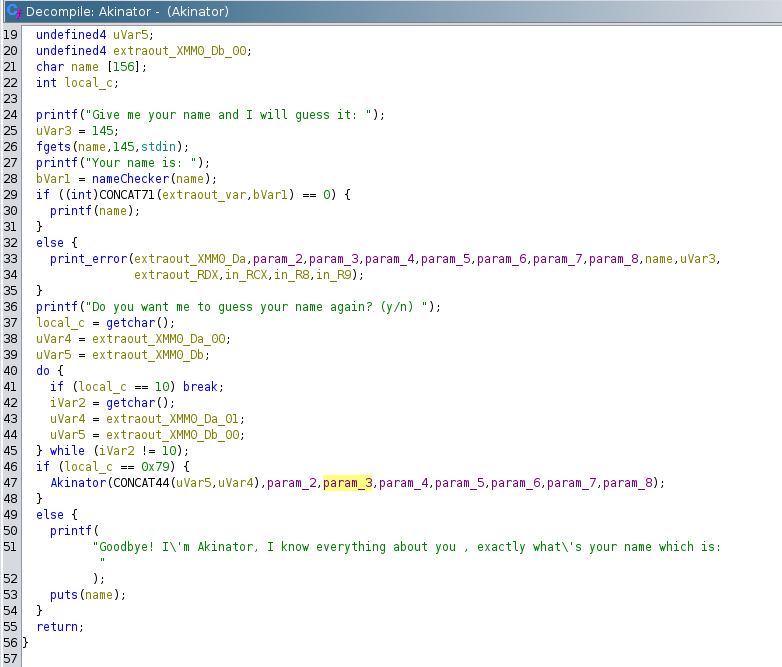 Decompile: Akinator - (Akinator)
19 undefined4 uVar5;
20 undefined4 extraout_XMM0_Db_00;
21 char name [156];
22 int local_c;
23
24 printf("Give me your name and I will guess it: ");
25 uVar3 = 145;
26 fgets(name,145,stdin);
27 printf("Your name is: ");
28 bVar1 = nameChecker(name);
29 if ((int)CONCAT71(extraout_var,bVar1) == 0) {
30 printf(name);
31 }
32 else {
33 print_error(extraout_XMM0_Da,param_2,param_3,param_4,param_5,param_6,param_7,param_8,name,uVar3,
34 extraout_RDX,in_RCX,in_R8,in_R9);
35 }
36 printf("Do you want me to guess your name again? (y/n) ");
37 local_c = getchar();
38 uVar4 = extraout_XMM0_Da_00;
39 uVar5 = extraout_XMM0_Db;
40 do {
41 if (local_c == 10) break;
42 iVar2 = getchar();
43 uVar4 = extraout_XMM0_Da_01;
44 uVar5 = extraout_XMM0_Db_00;
45 } while (iVar2 != 10);
46 if (local_c == 0x79) {
47 Akinator(CONCAT44(uVar5,uVar4),param_2,param_3,param_4,param_5,param_6,param_7,param_8);
48 }
49 else {
50 printf(
51 "Goodbye! I\'m Akinator, I know everything about you , exactly what\'s your name which is:
"
52 );
53 puts(name);
54 }
55 return;
56 }
57